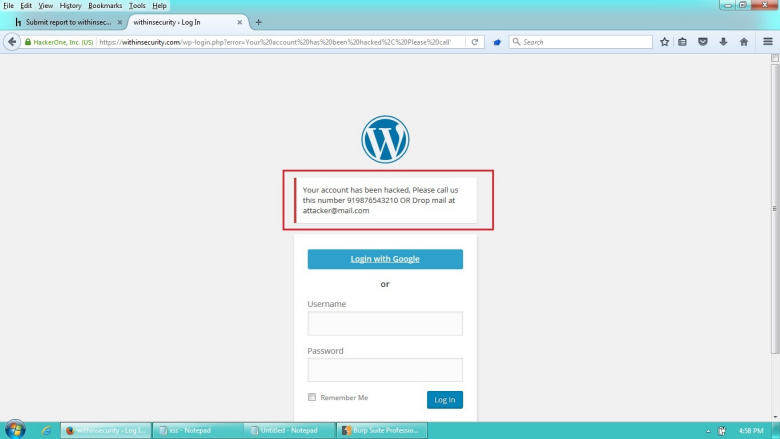 File Edit View History Bookmarks Tools Help
Submit report to withinsec... × withinsecurity ‹ Log In × +
HackerOne, Inc. (US) https://withinsecurity.com/wp-login.php?error=Your%20account%20has%20been%20hacked%2C%20Please%20call' Search
Your account has been hacked, Please call us
this number 919876543210 OR Drop mail at
attacker@mail.com
Login with Google
or
Username
Password
Remember Me Log In
withinsecurity ‹ Log I... xss - Notepad Untitled - Notepad Burp Suite Professio... 4:58 PM